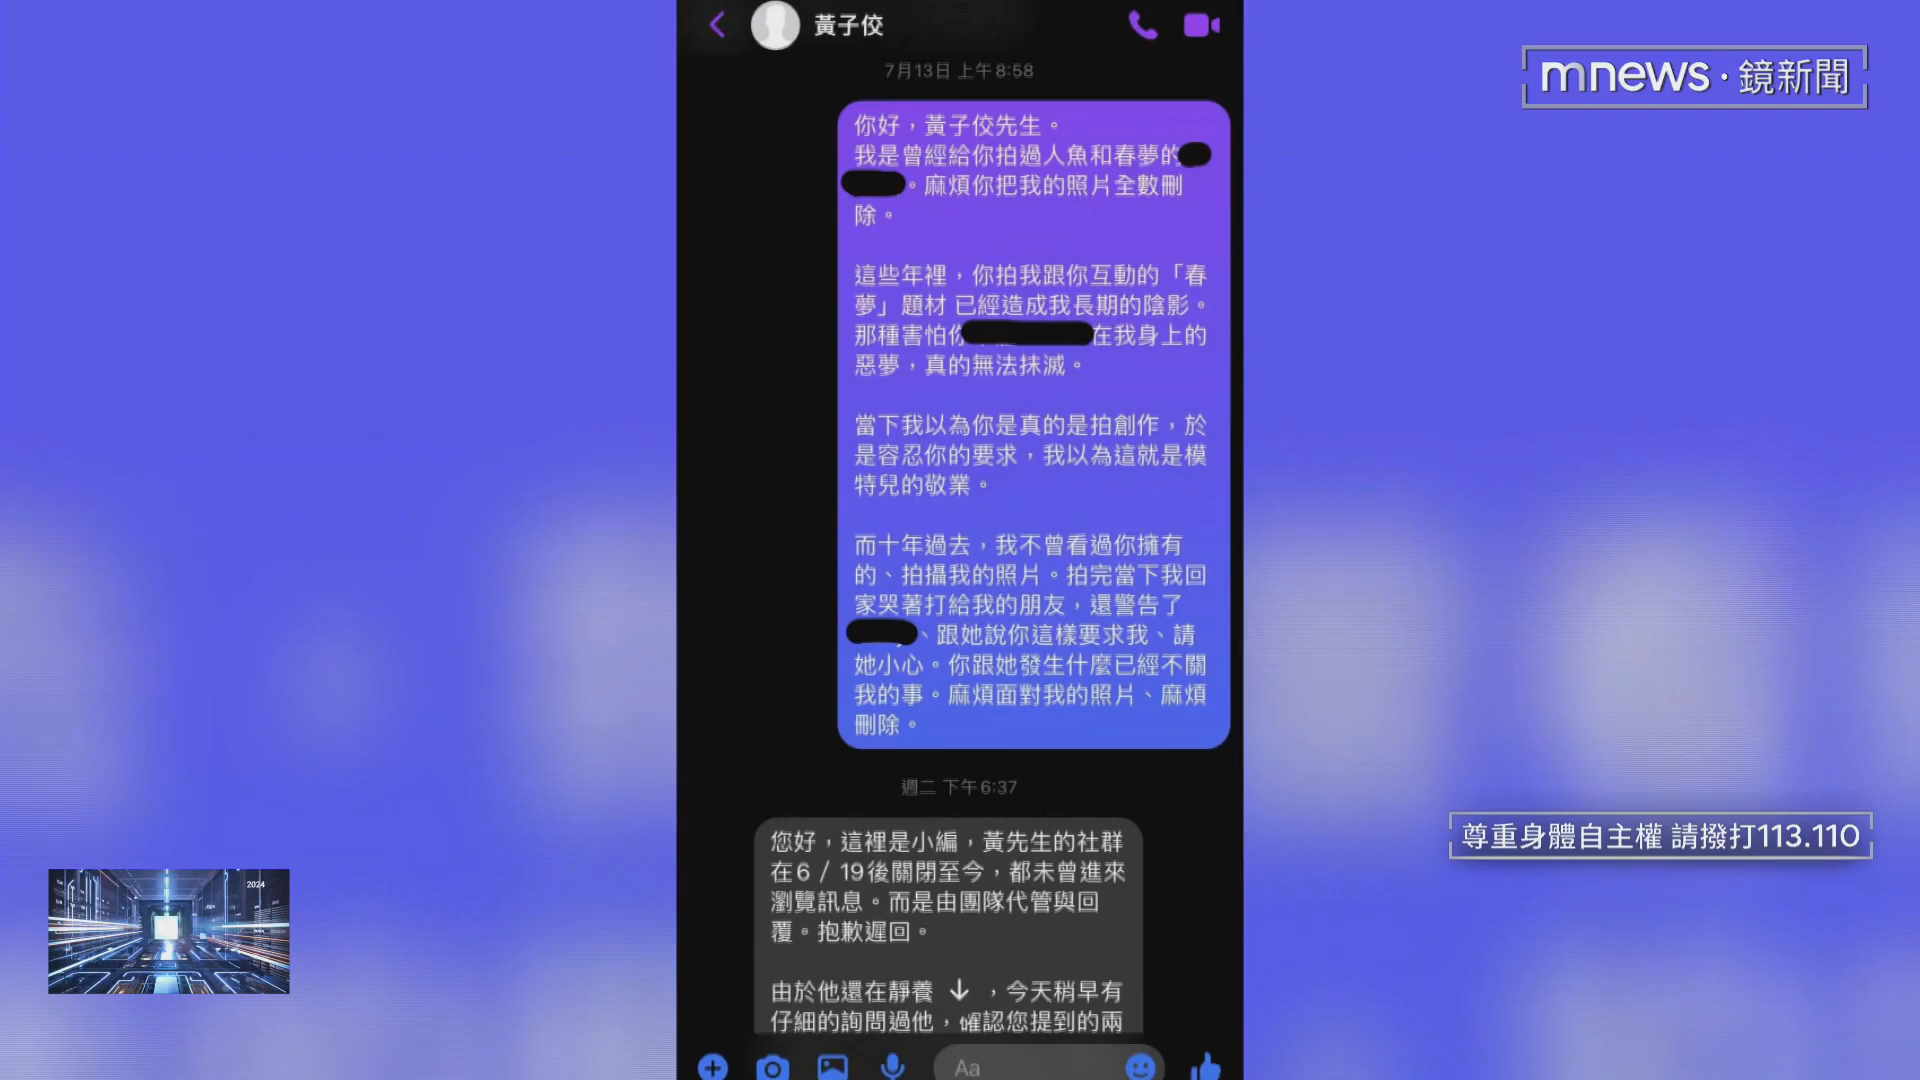 黃子佼
7月13日 上午8:58
mnews · 鏡新聞
你好，黃子佼先生。
我是曾經給你拍過人魚和春夢的
。麻煩你把我的照片全數刪
除。
這些年裡，你拍我跟你互動的「春
夢」題材 已經造成我長期的陰影。
那種害怕你 在我身上的
惡夢，真的無法抹滅。
當下我以為你是真的是拍創作，於
是容忍你的要求，我以為這就是模
特兒的敬業。
而十年過去，我不曾看過你擁有
的、拍攝我的照片。拍完當下我回
家哭著打給我的朋友，還警告了
、跟她說你這樣要求我、請
她小心。你跟她發生什麼已經不關
我的事。麻煩面對我的照片、麻煩
刪除。
週二 下午6:37
您好，這裡是小編，黃先生的社群
在6 / 19後關閉至今，都未曾進來
瀏覽訊息。而是由團隊代管與回
覆。抱歉遲回。
由於他還在靜養 ，今天稍早有
仔細的詢問過他，確認您提到的兩
Aa
尊重身體自主權 請撥打113.110
2024